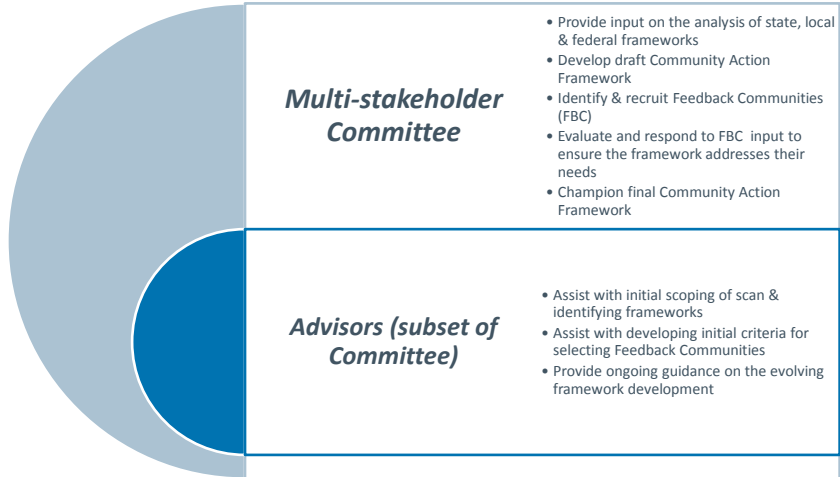 Multi-stakeholder
Committee
• Provide input on the analysis of state, local
& federal frameworks
• Develop draft Community Action
Framework
• Identify & recruit Feedback Communities
(FBC)
• Evaluate and respond to FBC  input to
ensure the framework addresses their
needs
• Champion final Community Action
Framework
Advisors (subset of
Committee)
• Assist with initial scoping of scan &
identifying frameworks
• Assist with developing initial criteria for
selecting Feedback Communities
• Provide ongoing guidance on the evolving
framework development